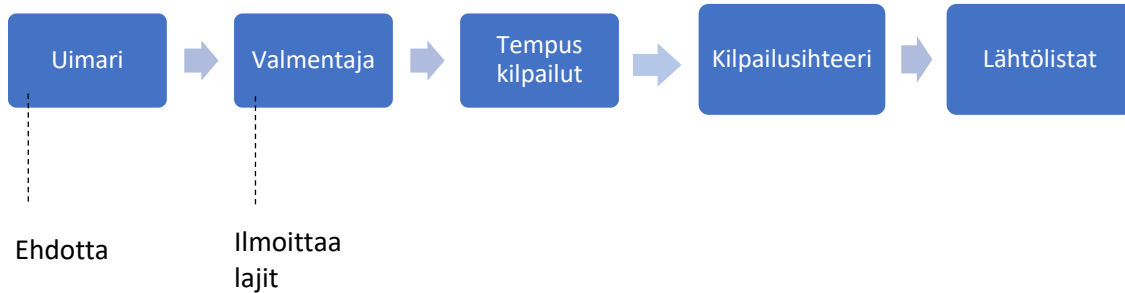 Uimari
Valmentaja
Tempus
kilpailut
Kilpailusihteeri
Lähtölistat
Ehdotta
Ilmoittaa
lajit